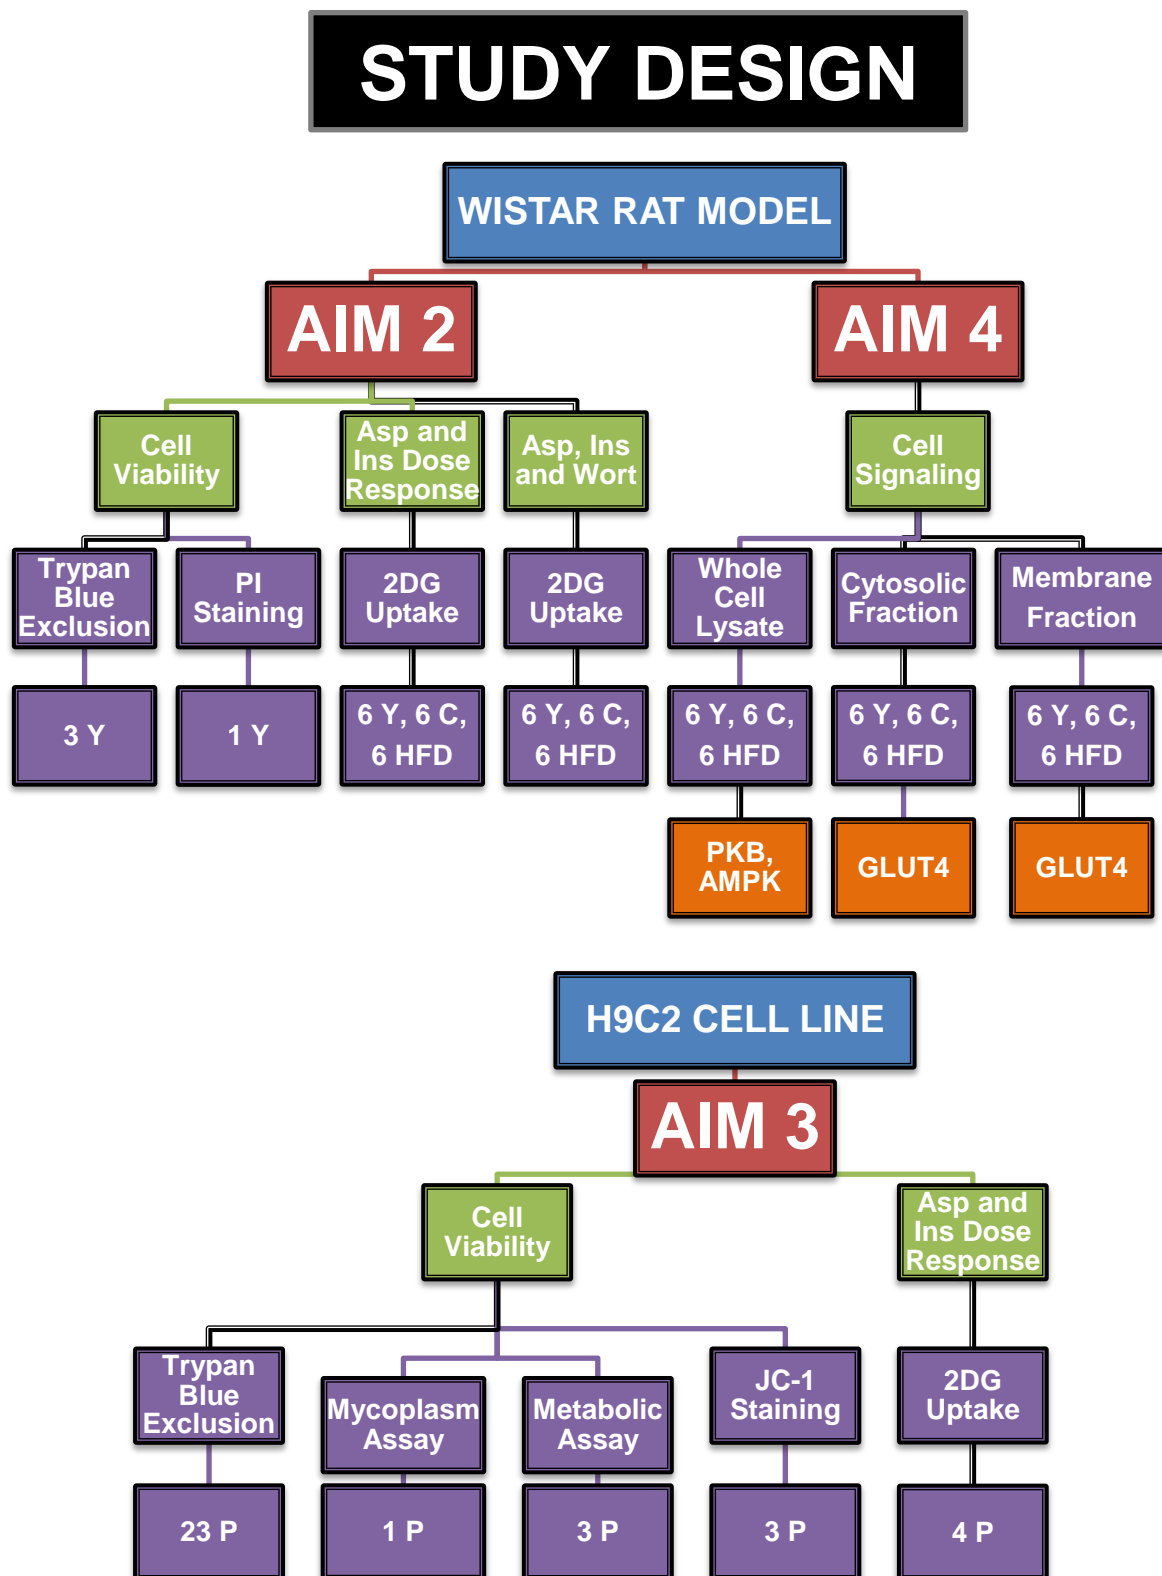 STUDY DESIGN
WISTAR RAT MODEL
AIM 2
AIM 4
Cell
Viability
Asp and
Ins Dose
Response
Asp, Ins
and Wort
Cell
Signaling
Trypan
Blue
Exclusion
PI
Staining
2DG
Uptake
2DG
Uptake
Whole
Cell
Lysate
Cytosolic
Fraction
Membrane
Fraction
3 Y
1 Y
6 Y, 6 C,
6 HFD
6 Y, 6 C,
6 HFD
6 Y, 6 C,
6 HFD
6 Y, 6 C,
6 HFD
6 Y, 6 C,
6 HFD
PKB,
AMPK
GLUT4
GLUT4
H9C2 CELL LINE
AIM 3
Cell
Viability
Asp and
Ins Dose
Response
Trypan
Blue
Exclusion
Mycoplasm
Assay
Metabolic
Assay
JC-1
Staining
2DG
Uptake
23 P
1 P
3 P
3 P
4 P